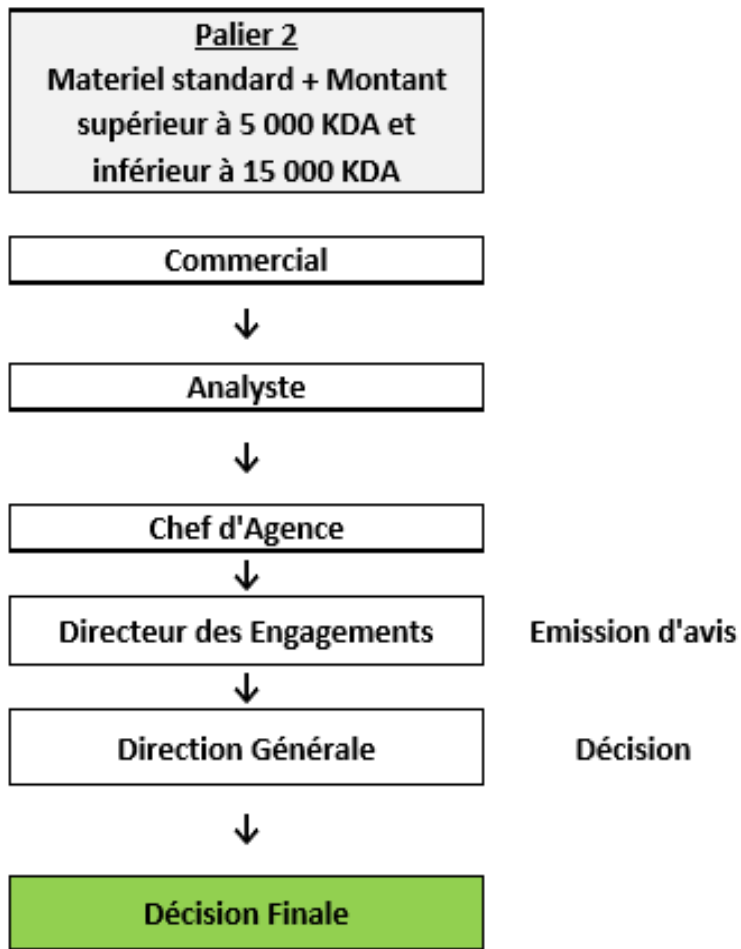 Palier 2
Materiel standard + Montant
supérieur à 5 000 KDA et
inférieur à 15 000 KDA
Commercial
↓
Analyste
↓
Chef d'Agence
↓
Directeur des Engagements Emission d'avis
↓
Direction Générale Décision
↓
Décision Finale